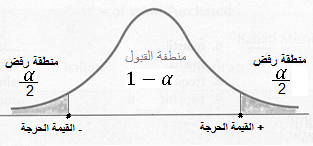 منطقة رفض
منطقة القبول
منطقة رفض
α/2
1 − α
α/2
+ القيمة الحرجة
- القيمة الحرجة